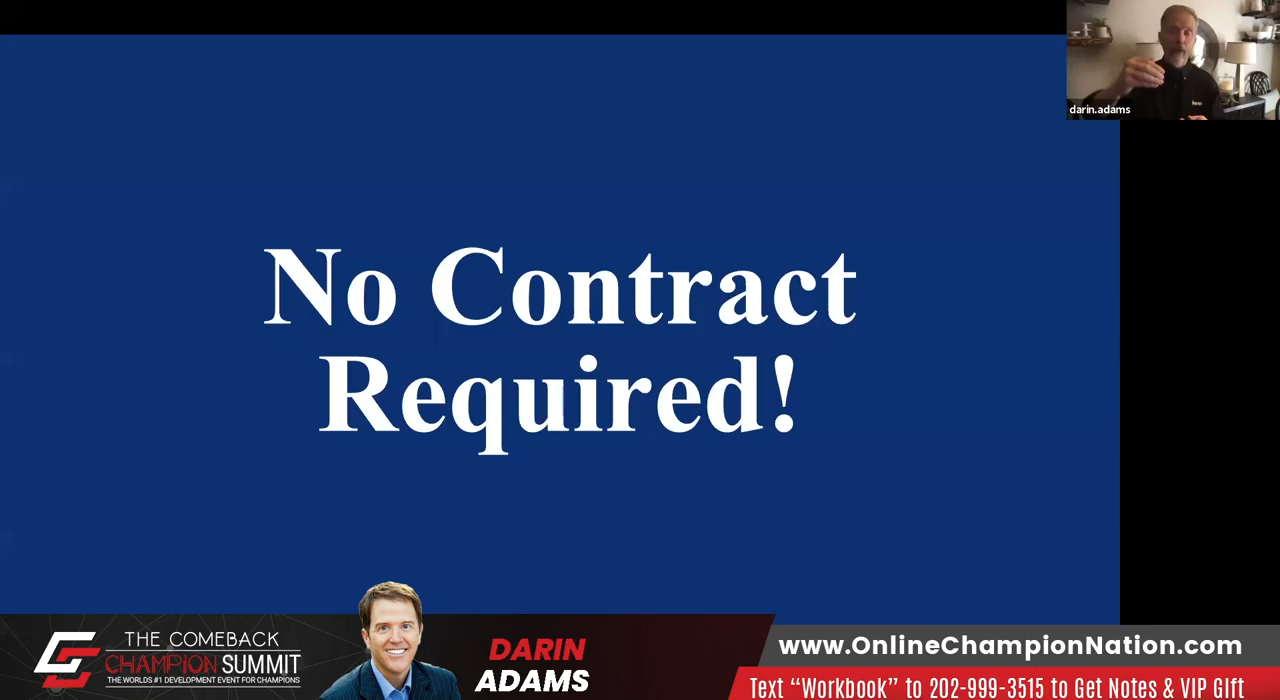 darin.adams
No Contract
Required!
THE COMEBACK
CHAMPION SUMMIT
THE WORLDS #1 DEVELOPMENT EVENT FOR CHAMPIONS
DARIN
ADAMS
www.OnlineChampionNation.com
Text “Workbook” to 202-999-3515 to Get Notes & VIP GIft